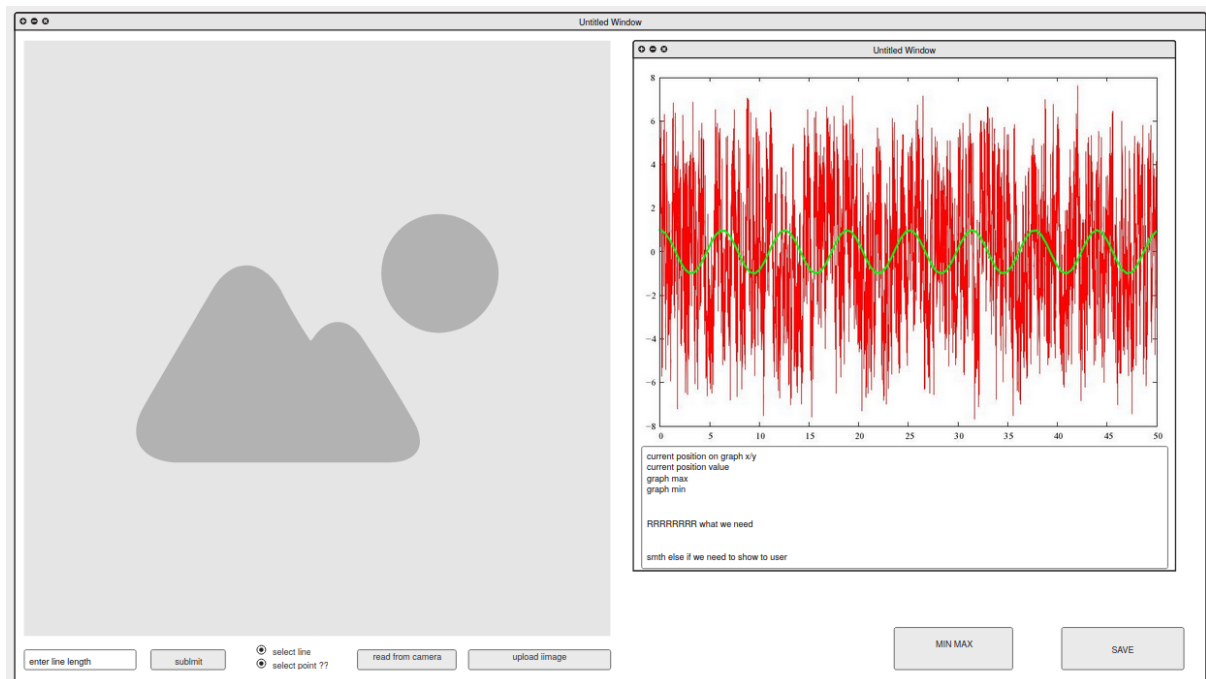 Untitled Window
Untitled Window
8
6
4
2
0
−2
−4
−6
−8
0 5 10 15 20 25 30 35 40 45 50
current position on graph x/y
current position value
graph max
graph min
RRRRRRRR what we need
smth else if we need to show to user
enter line length
submit
select line
select point ??
read from camera
upload iimage
MIN MAX
SAVE